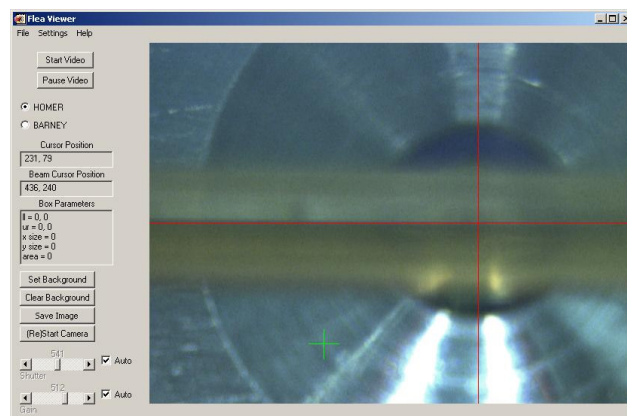 Flea Viewer
File Settings Help
Start Video
Pause Video
HOMER
BARNEY
Cursor Position
231, 79
Beam Cursor Position
436, 240
Box Parameters
ll = 0, 0
ur = 0, 0
x size = 0
y size = 0
area = 0
Set Background
Clear Background
Save Image
(Re)Start Camera
541
Auto
Shutter
512
Auto
Gain